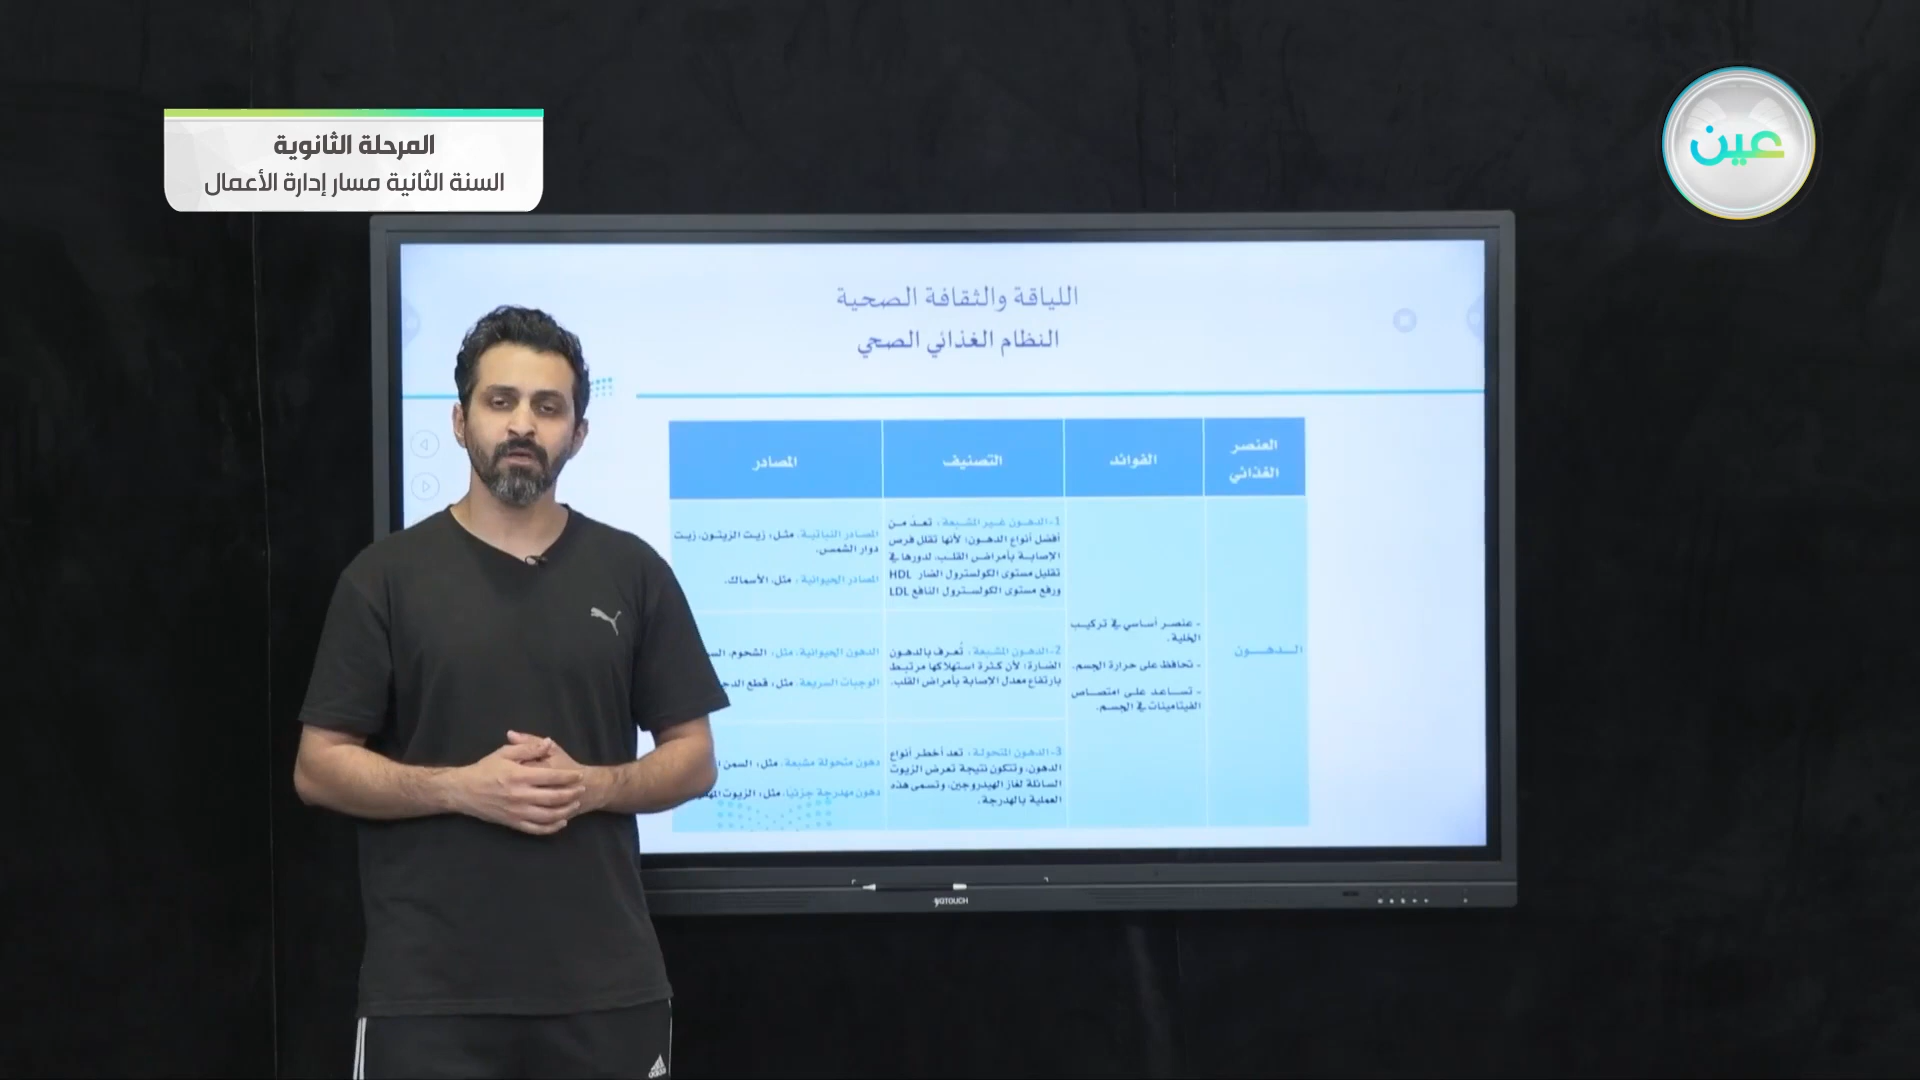 المرحلة الثانوية
السنة الثانية مسار إدارة الأعمال
عين
اللياقة والثقافة الصحية
النظام الغذائي الصحي
العنصر الغذائي
الفوائد
التصنيف
المصادر
الدهون
- عنصر أساسي في تركيب
الخلية.
- تحافظ على حرارة الجسم.
- تساعد على امتصاص
الفيتامينات في الجسم.
1- الدهون غير المشبعة: تعد من
أفضل أنواع الدهون؛ لأنها تقلل فرص
الإصابة بأمراض القلب، لدورها في
تقليل مستوى الكولسترول الضار HDL
ورفع مستوى الكولسترول النافع LDL
المصادر النباتية، مثل: زيت الزيتون، زيت
دوار الشمس.
المصادر الحيوانية: مثل، الأسماك.
2- الدهون المشبعة: تُعرف بالدهون
الضارة؛ لأن كثرة استهلاكها مرتبط
بارتفاع معدل الإصابة بأمراض القلب.
الدهون الحيوانية، مثل: الشحوم،
الوجبات السريعة، مثل: قطع
3- الدهون المتحولة: تعد أخطر أنواع
الدهون، وتتكون نتيجة تعرض الزيوت
السائلة لغاز الهيدروجين، وتسمى هذه
العملية بالهدرجة.
دهون متحولة مشبعة، مثل: السمن
دهون مهدرجة جزئيا، مثل: الزيوت
IQTOUCH
adidas